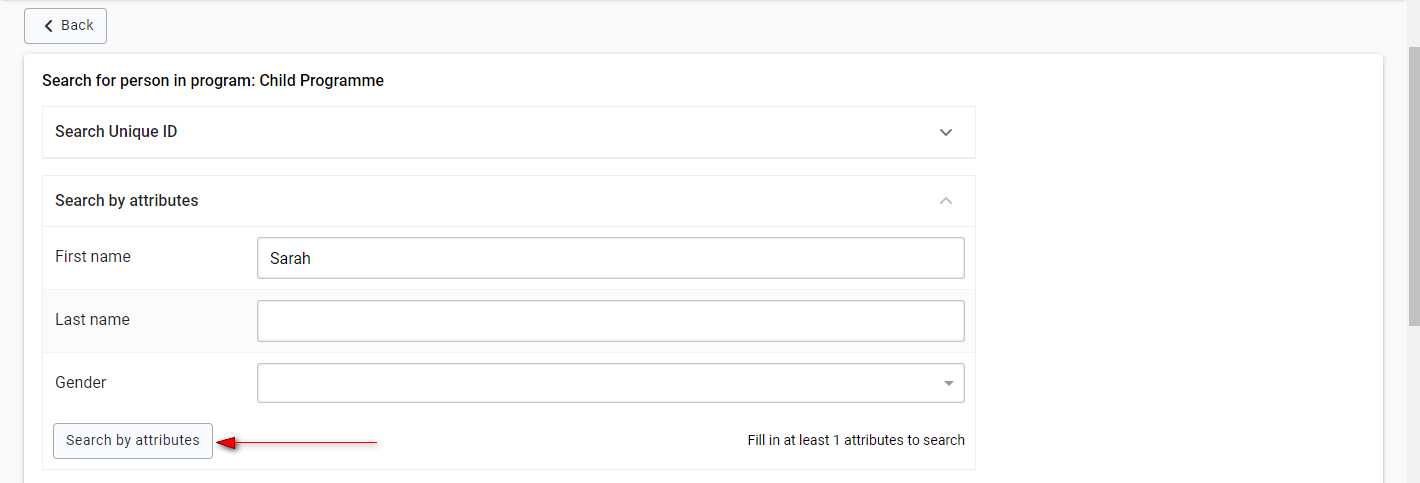 Back
Search for person in program: Child Programme
Search Unique ID
Search by attributes
First name
Sarah
Last name
Gender
Search by attributes
Fill in at least 1 attributes to search